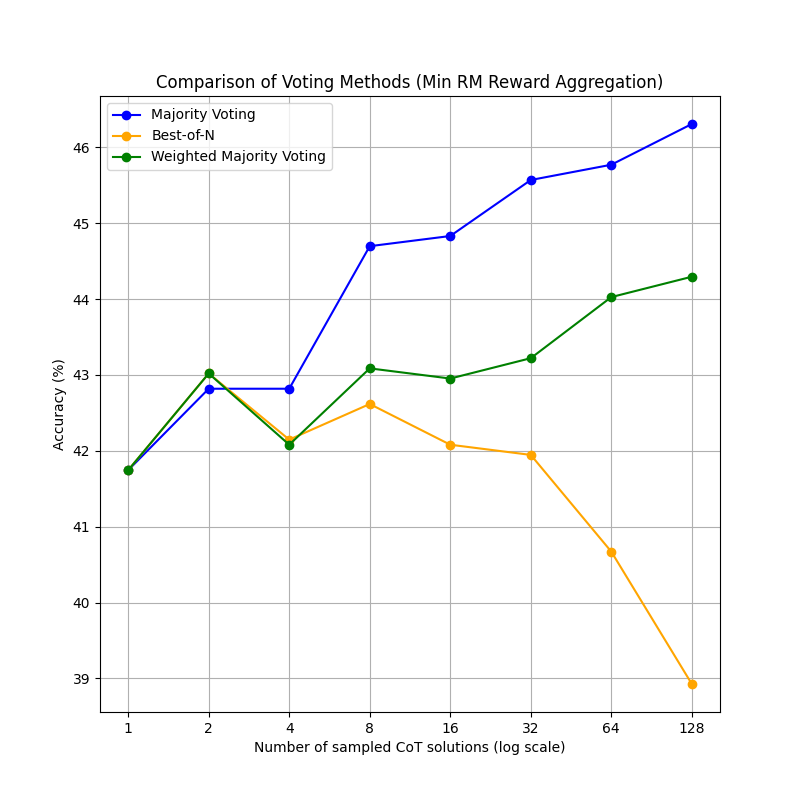 Comparison of Voting Methods (Min RM Reward Aggregation)
Majority Voting
Best-of-N
Weighted Majority Voting
Accuracy (%)
46
45
44
43
42
41
40
39
1 2 4 8 16 32 64 128
Number of sampled CoT solutions (log scale)